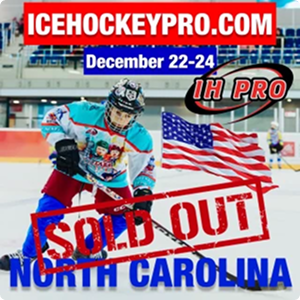 ICEHOCKEYPRO.COM
December 22-24
IH PRO
SOLD OUT
NORTH CAROLINA